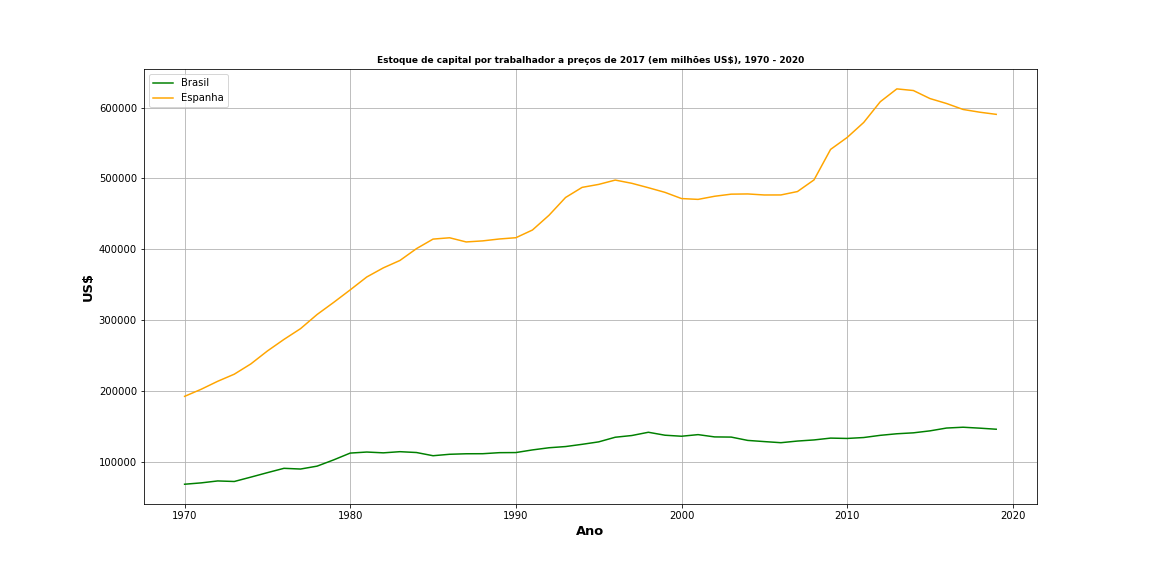 Estoque de capital por trabalhador a preços de 2017 (em milhões US$), 1970 - 2020
Brasil
Espanha
600000
500000
400000
300000
200000
100000
US$
1970 1980 1990 2000 2010 2020
Ano